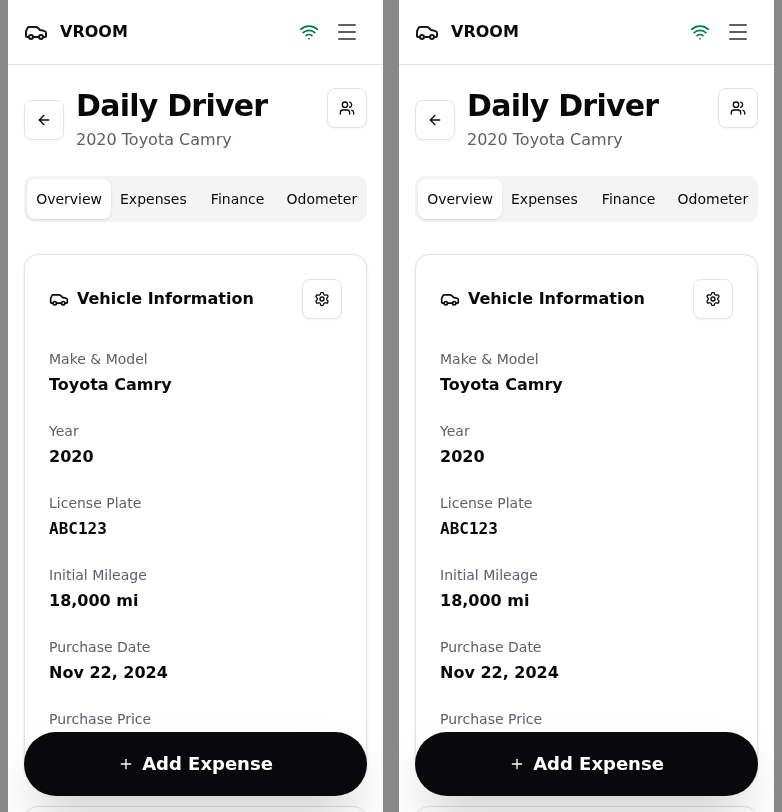 VROOM
Daily Driver
2020 Toyota Camry
Overview Expenses Finance Odometer
Vehicle Information
Make & Model
Toyota Camry
Year
2020
License Plate
ABC123
Initial Mileage
18,000 mi
Purchase Date
Nov 22, 2024
Purchase Price
+ Add Expense
VROOM
Daily Driver
2020 Toyota Camry
Overview Expenses Finance Odometer
Vehicle Information
Make & Model
Toyota Camry
Year
2020
License Plate
ABC123
Initial Mileage
18,000 mi
Purchase Date
Nov 22, 2024
Purchase Price
+ Add Expense